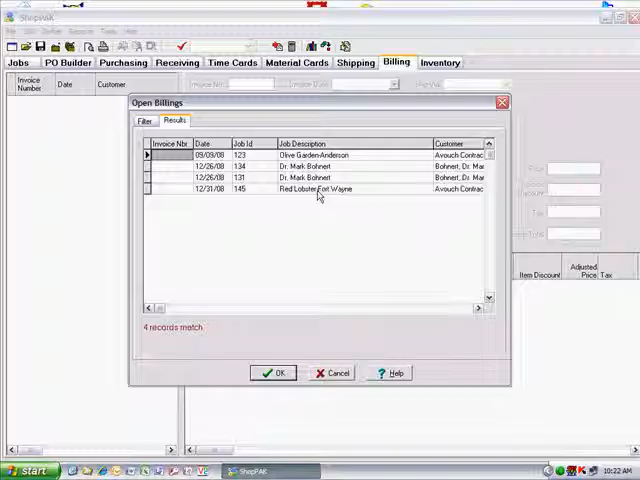 ShopPAK
Jobs PO Builder Purchasing Receiving Time Cards Material Cards Shipping Billing Inventory
Invoice Number Date Customer
Open Billings
Filter Results
Invoice Nbr Date Job Id Job Description Customer
09/09/08 123 Olive Garden-Anderson Avouch Contrac
12/26/08 134 Dr. Mark Bohnert Bohnert, Dr. Mar
12/26/08 131 Dr. Mark Bohnert Bohnert, Dr. Mar
12/31/08 145 Red Lobster-Fort Wayne Avouch Contrac
4 records match
OK Cancel Help
Price
Discount
Tax
Item Discount Adjusted Price Tax
start ShopPAK 10:22 AM